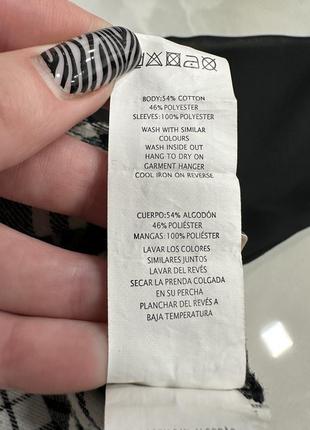 BODY:54% COTTON
46% POLYESTER
SLEEVES:100% POLYESTER
WASH WITH SIMILAR
COLOURS
WASH INSIDE OUT
HANG TO DRY ON
GARMENT HANGER
COOL IRON ON REVERSE
CUERPO:54% ALGODÓN
46%POLIÉSTER
MANGAS:100%POLIÉSTER
LAVAR LOS COLORES
SIMILARES JUNTOS
LAVAR DEL REVÉS
SECAR LA PRENDA COLGADA
EN SU PERCHA
PLANCHAR DEL REVÉS A
BAJA TEMPERATURA